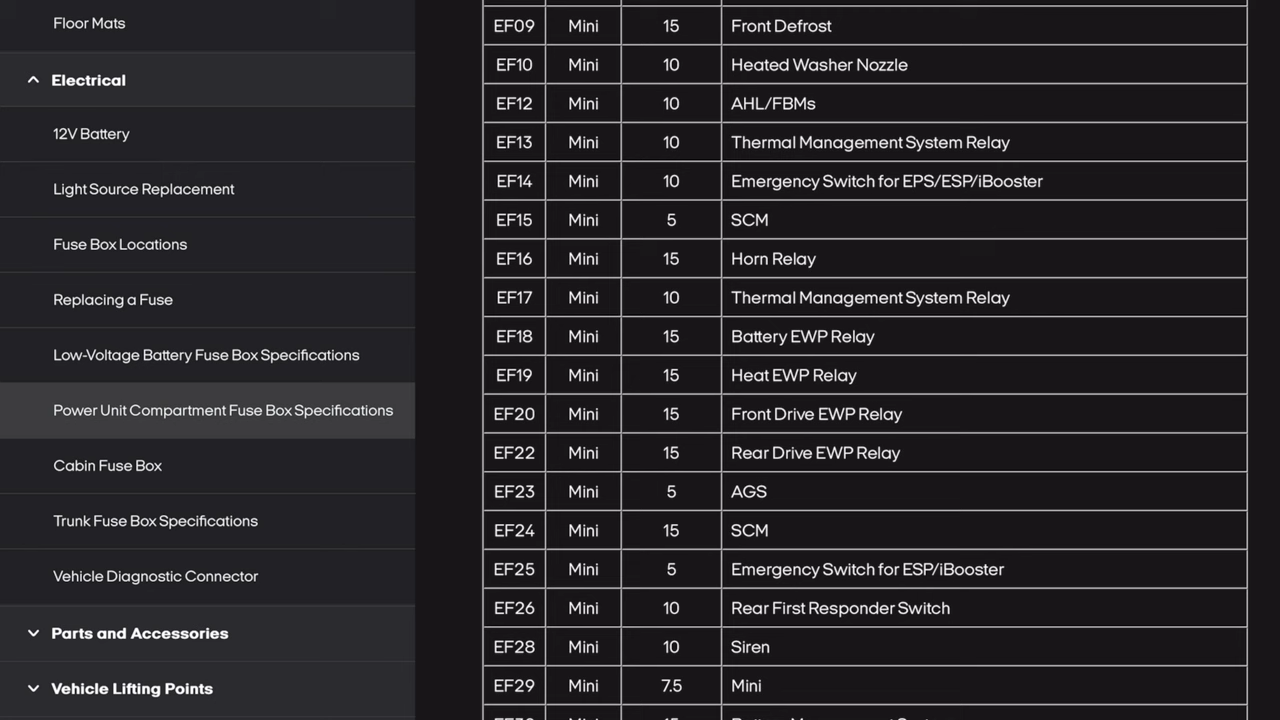 Floor Mats
Electrical
12V Battery
Light Source Replacement
Fuse Box Locations
Replacing a Fuse
Low-Voltage Battery Fuse Box Specifications
Power Unit Compartment Fuse Box Specifications
Cabin Fuse Box
Trunk Fuse Box Specifications
Vehicle Diagnostic Connector
Parts and Accessories
Vehicle Lifting Points
EF09 Mini 15 Front Defrost
EF10 Mini 10 Heated Washer Nozzle
EF12 Mini 10 AHL/FBMs
EF13 Mini 10 Thermal Management System Relay
EF14 Mini 10 Emergency Switch for EPS/ESP/iBooster
EF15 Mini 5 SCM
EF16 Mini 15 Horn Relay
EF17 Mini 10 Thermal Management System Relay
EF18 Mini 15 Battery EWP Relay
EF19 Mini 15 Heat EWP Relay
EF20 Mini 15 Front Drive EWP Relay
EF22 Mini 15 Rear Drive EWP Relay
EF23 Mini 5 AGS
EF24 Mini 15 SCM
EF25 Mini 5 Emergency Switch for ESP/iBooster
EF26 Mini 10 Rear First Responder Switch
EF28 Mini 10 Siren
EF29 Mini 7.5 Mini